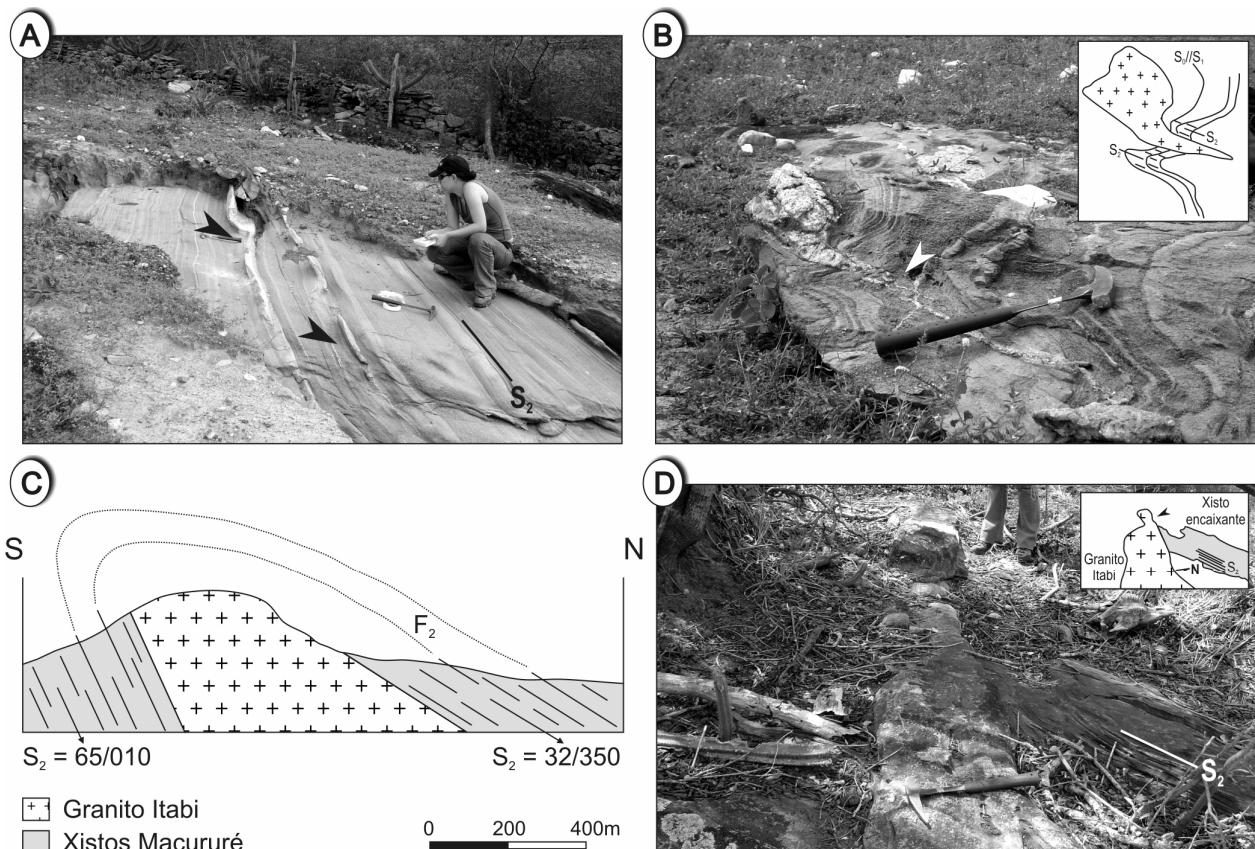 A
S₂
B
S₀//S₁
S₂
S₂
C
S
N
F₂
S₂ = 65/010
S₂ = 32/350
Granito Itabi
Xistos Macururé
0 200 400m
D
Xisto
encaixante
Granito
Itabi
N
S₂
S₂